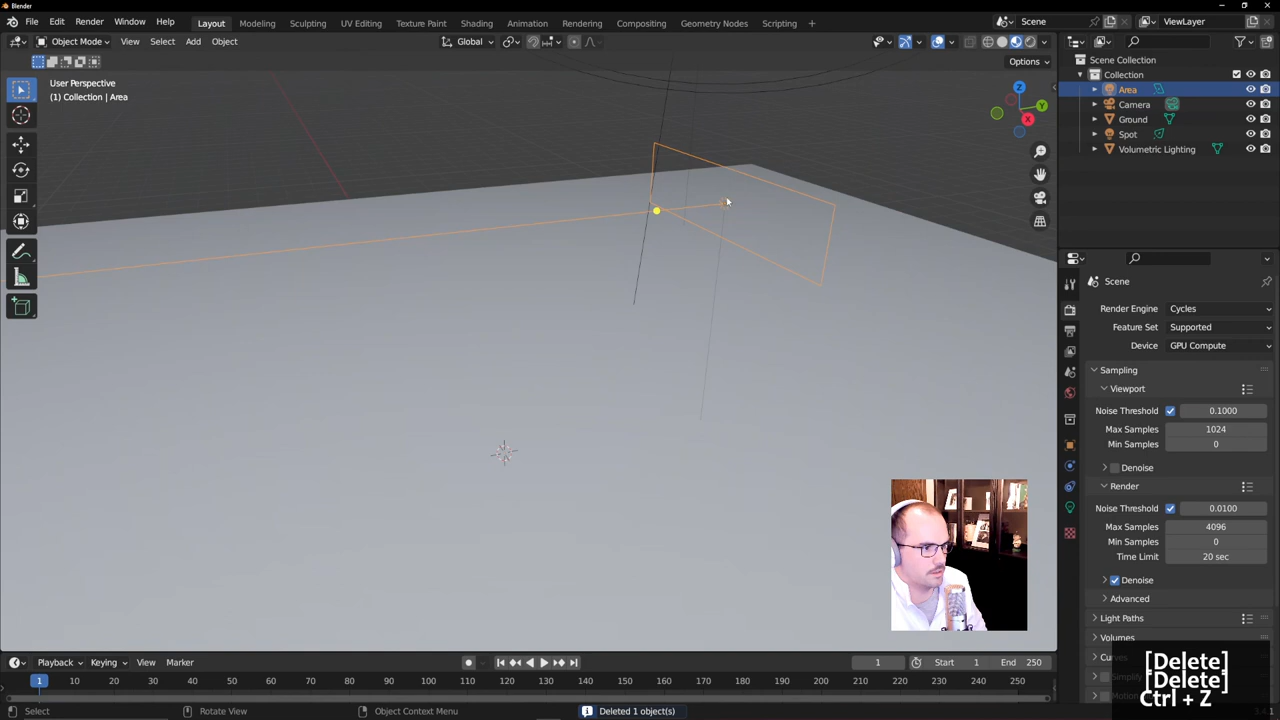 Blender
File Edit Render Window Help Layout Modeling Sculpting UV Editing Texture Paint Shading Animation Rendering Compositing Geometry Nodes Scripting + Scene ViewLayer
Object Mode View Select Add Object Global
Options
User Perspective
(1) Collection | Area
Z
Y
X
Scene Collection
Collection
Area
Camera
Ground
Spot
Volumetric Lighting
Scene
Render Engine Cycles
Feature Set Supported
Device GPU Compute
Sampling
Viewport
Noise Threshold 0.1000
Max Samples 1024
Min Samples 0
Denoise
Render
Noise Threshold 0.0100
Max Samples 4096
Min Samples 0
Time Limit 20 sec
Denoise
Advanced
Light Paths
Volumes
[Delete]
[Delete]
Ctrl + Z
Playback Keying View Marker 1 Start 1 End 250
1 10 20 30 40 50 60 70 80 90 100 110 120 130 140 150 160 170 180 190 200 210 220 230 240 250
Select Rotate View Object Context Menu Deleted 1 object(s)